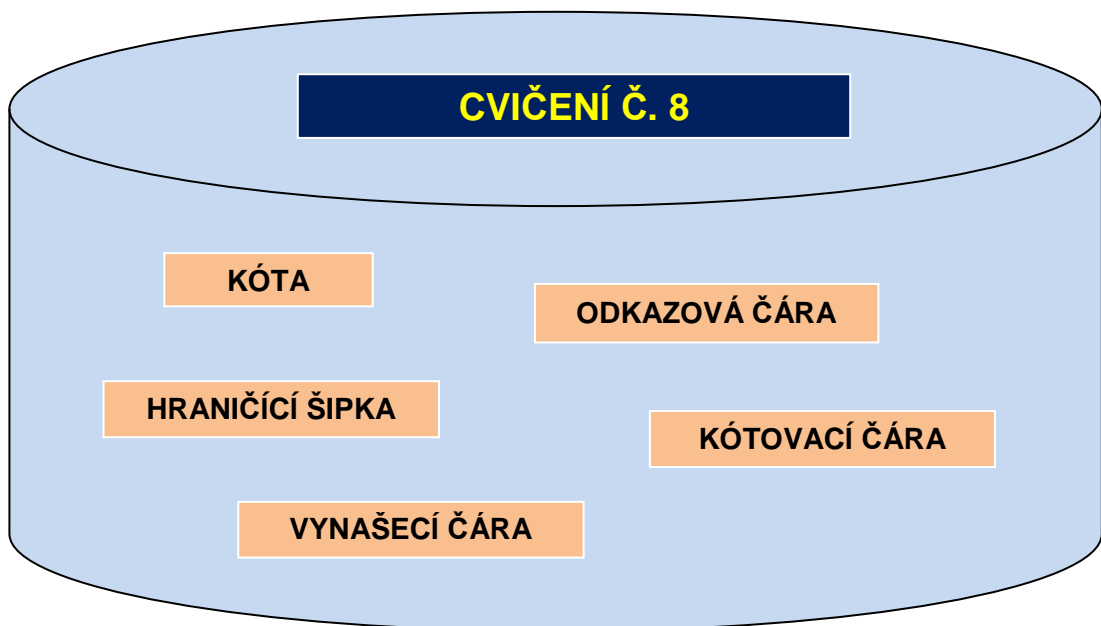 CVIČENÍ Č. 8
KÓTA
ODKAZOVÁ ČÁRA
HRANIČÍCÍ ŠIPKA
KÓTOVACÍ ČÁRA
VYNAŠECÍ ČÁRA